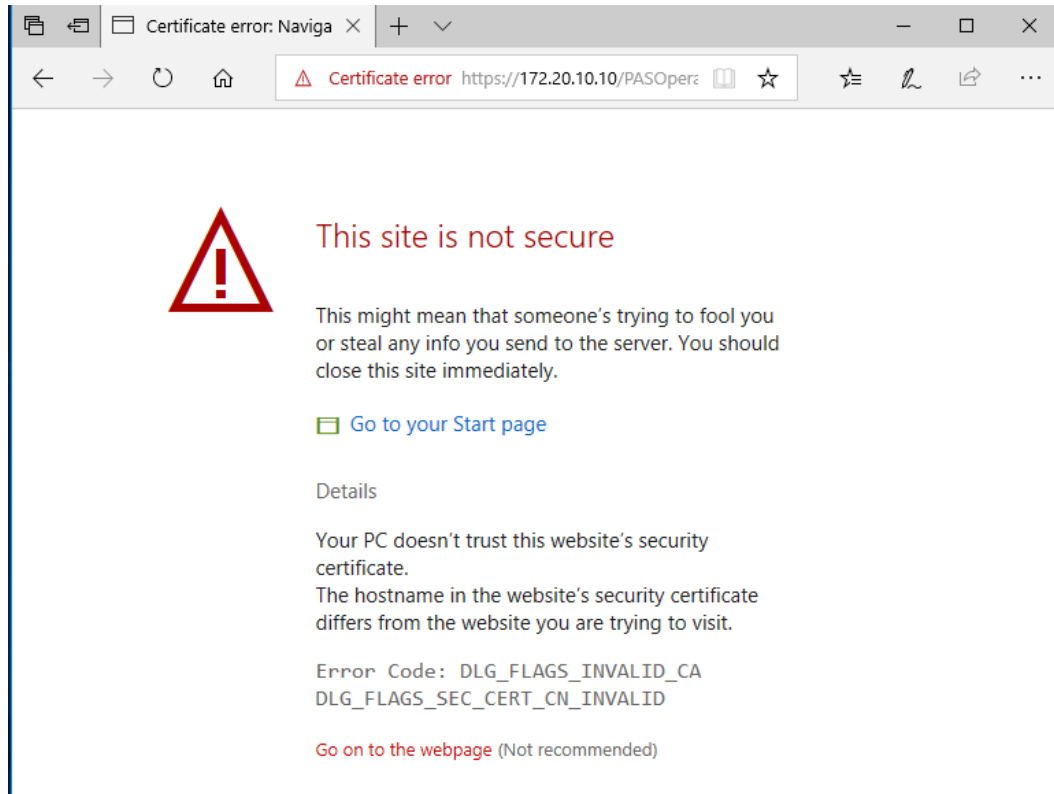 Certificate error: Naviga
Certificate error https://172.20.10.10/PASOpera
This site is not secure
This might mean that someone's trying to fool you
or steal any info you send to the server. You should
close this site immediately.
Go to your Start page
Details
Your PC doesn't trust this website's security
certificate.
The hostname in the website's security certificate
differs from the website you are trying to visit.
Error Code: DLG_FLAGS_INVALID_CA
DLG_FLAGS_SEC_CERT_CN_INVALID
Go on to the webpage (Not recommended)